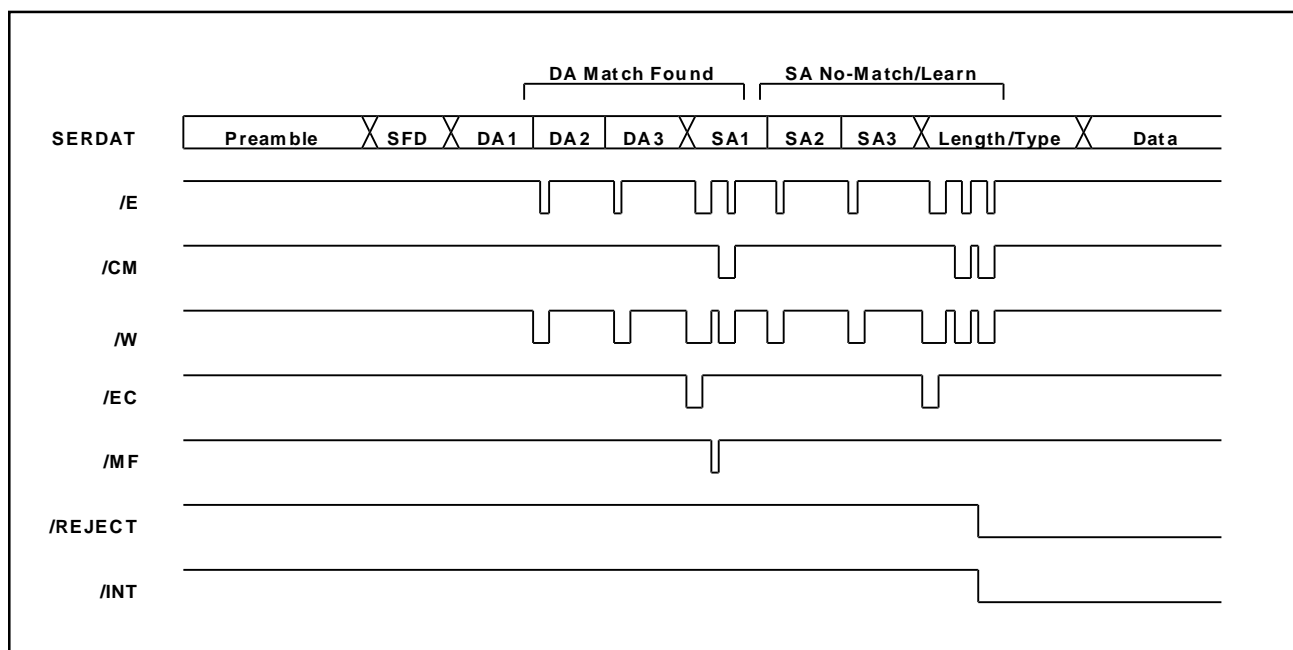 DA Match Found SA No-Match/Learn
SERDAT Preamble SFD DA1 DA2 DA3 SA1 SA2 SA3 Length/Type Data
/E
/CM
/W
/EC
/MF
/REJECT
/INT